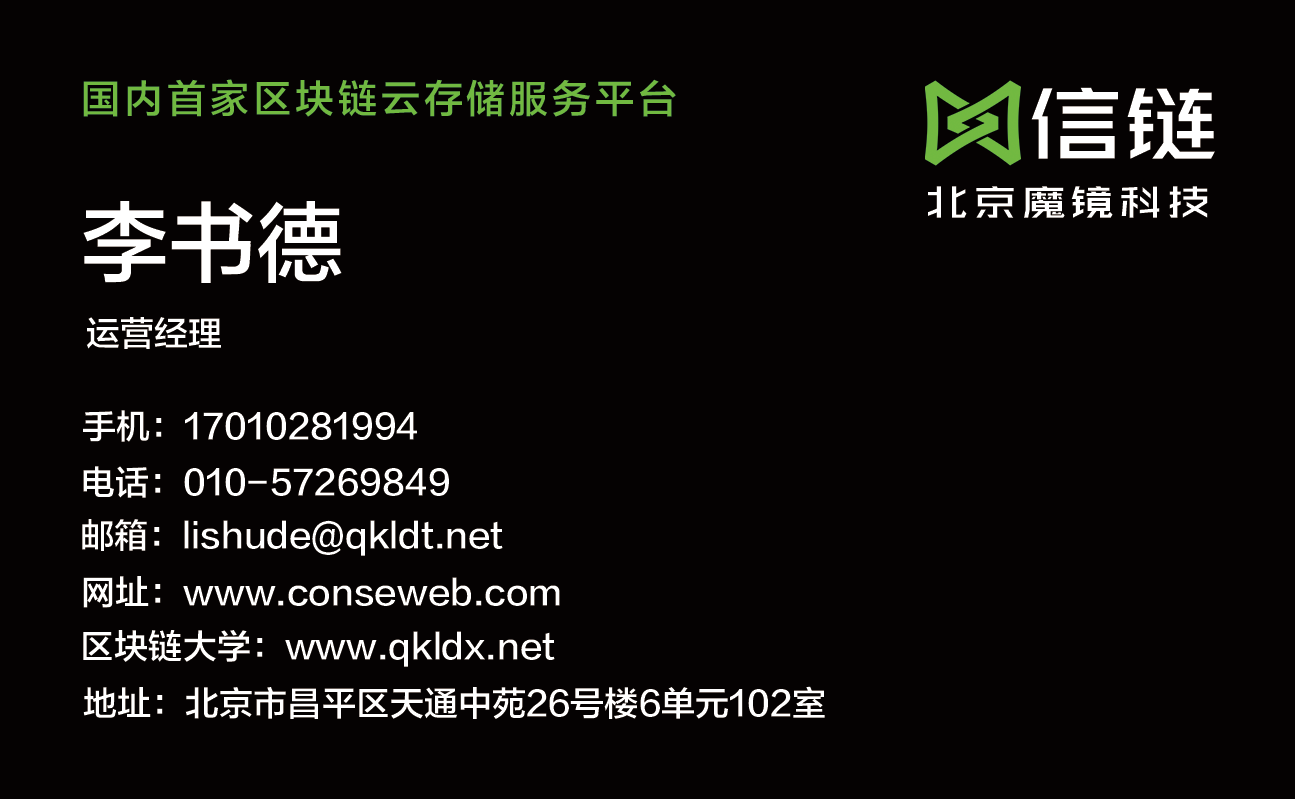 国内首家区块链云存储服务平台
信链
北京魔镜科技
李书德
运营经理
手机：17010281994
电话：010-57269849
邮箱：lishude@qkldt.net
网址：www.conseweb.com
区块链大学：www.qkldx.net
地址：北京市昌平区天通中苑26号楼6单元102室